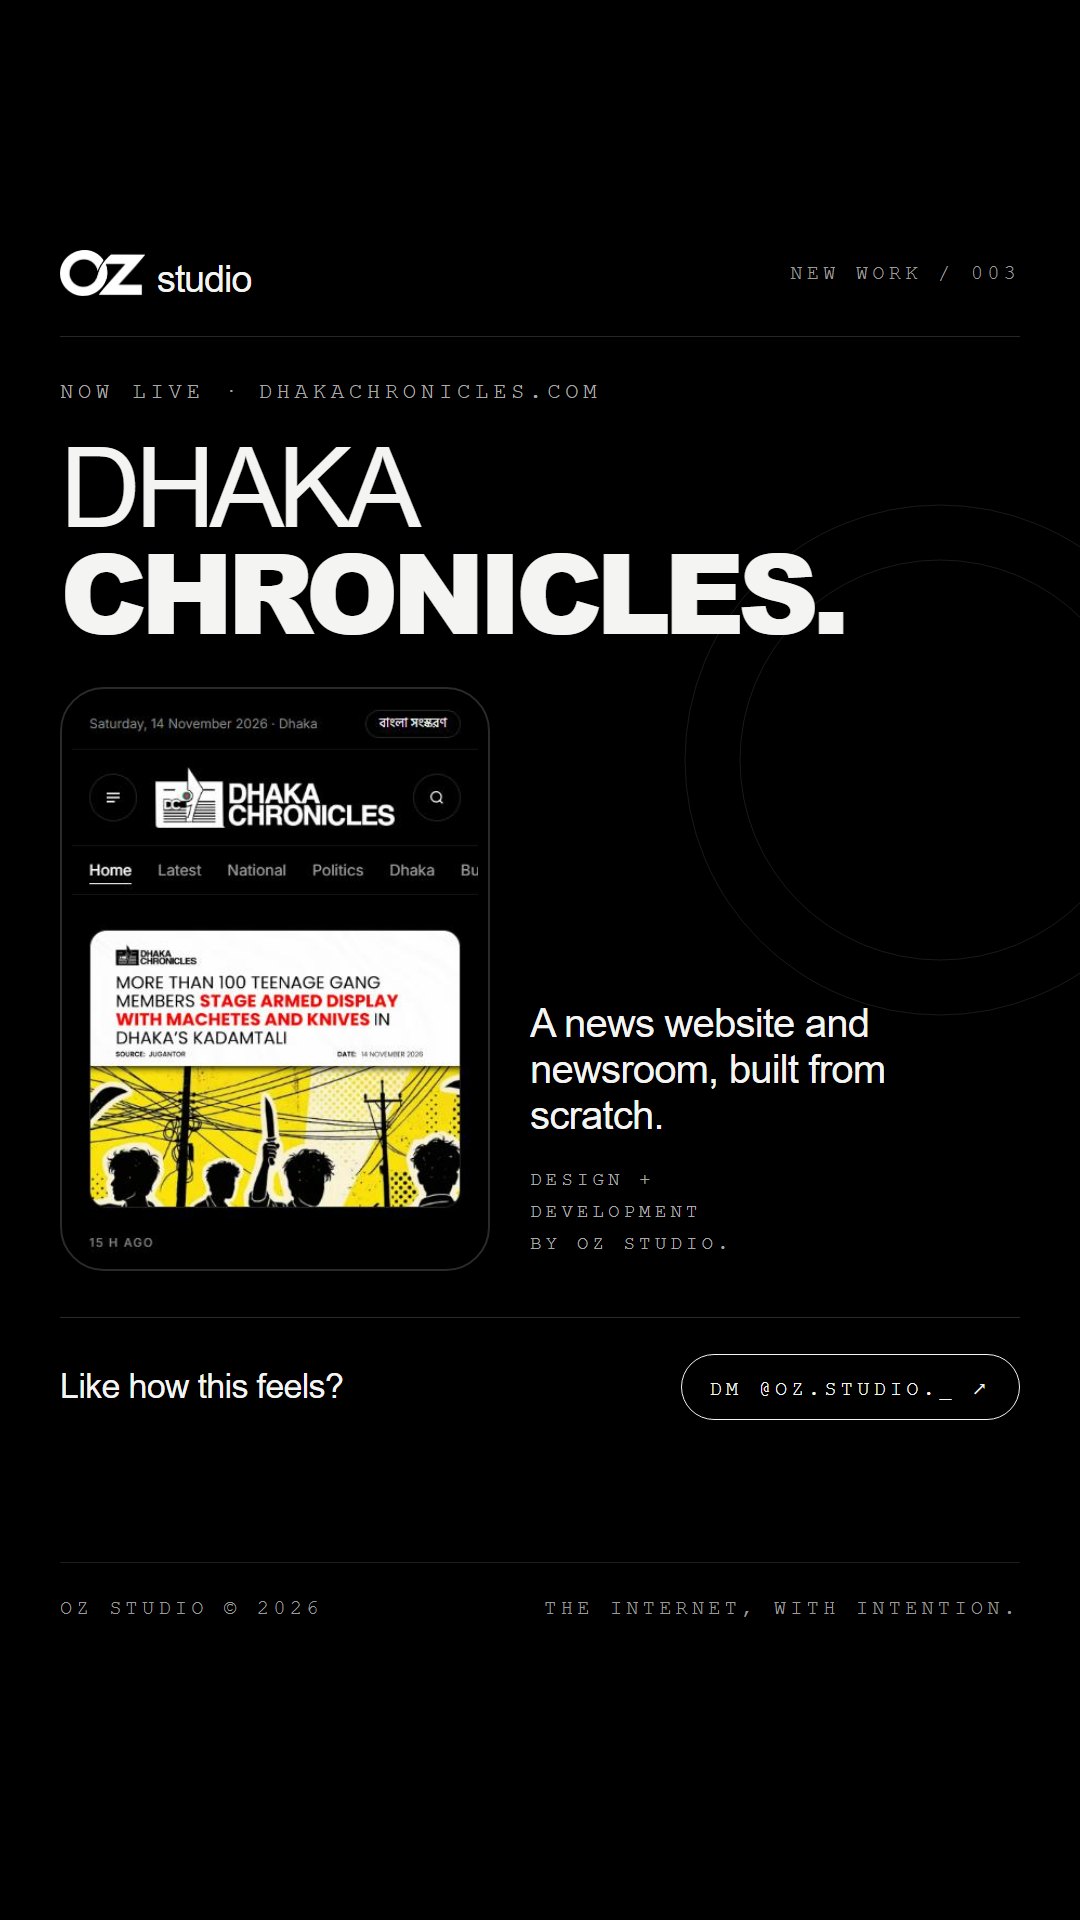 OZ studio
NEW WORK / 003
NOW LIVE · DHAKACHRONICLES.COM
DHAKA
CHRONICLES.
Saturday, 14 November 2026 · Dhaka
বাংলা সংস্করণ
DHAKA
CHRONICLES
Home Latest National Politics Dhaka Bu
DHAKA
CHRONICLES
MORE THAN 100 TEENAGE GANG
MEMBERS STAGE ARMED DISPLAY
WITH MACHETES AND KNIVES IN
DHAKA'S KADAMTALI
SOURCE: JUGANTOR
DATE: 14 NOVEMBER 2026
15 H AGO
A news website and
newsroom, built from
scratch.
DESIGN +
DEVELOPMENT
BY OZ STUDIO.
Like how this feels?
DM @OZ.STUDIO._ ↗
OZ STUDIO © 2026
THE INTERNET, WITH INTENTION.